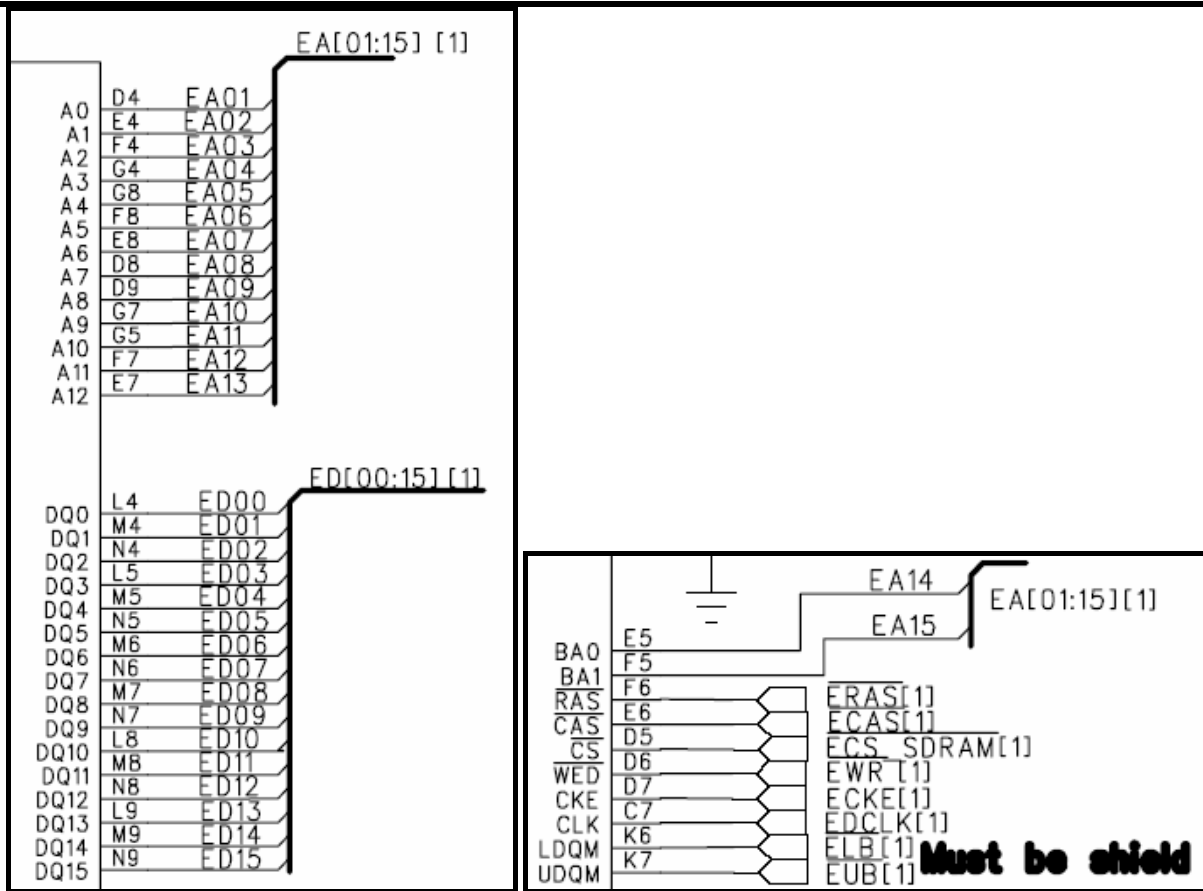 EA[01:15] [1]
A0 D4 EA01
A1 E4 EA02
A2 F4 EA03
A3 G4 EA04
A4 G8 EA05
A5 F8 EA06
A6 E8 EA07
A7 D8 EA08
A8 D9 EA09
A9 G7 EA10
A10 G5 EA11
A11 F7 EA12
A12 E7 EA13
ED[00:15] [1]
DQ0 L4 ED00
DQ1 M4 ED01
DQ2 N4 ED02
DQ3 L5 ED03
DQ4 M5 ED04
DQ5 N5 ED05
DQ6 M6 ED06
DQ7 N6 ED07
DQ8 M7 ED08
DQ9 N7 ED09
DQ10 L8 ED10
DQ11 M8 ED11
DQ12 N8 ED12
DQ13 L9 ED13
DQ14 M9 ED14
DQ15 N9 ED15
EA14
EA[01:15][1]
EA15
BA0 E5
BA1 F5
RAS F6 ERAS[1]
CAS E6 ECAS[1]
CS D5 ECS_SDRAM[1]
WED D6 EWR [1]
CKE D7 ECKE[1]
CLK C7 EDCLK[1]
LDQM K6 ELB[1]
UDQM K7 EUB[1]
Must be shield